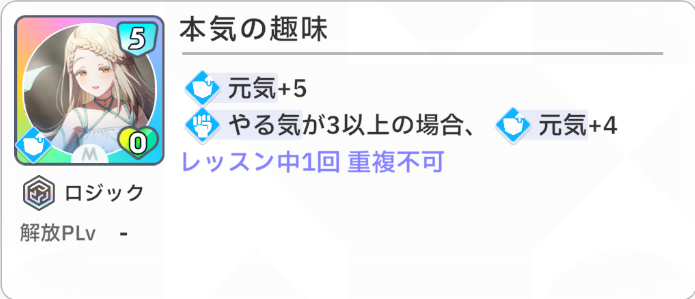 本気の趣味
5
0
M
元気+5
やる気が3以上の場合、 元気+4
レッスン中1回 重複不可
ロジック
解放PLv -